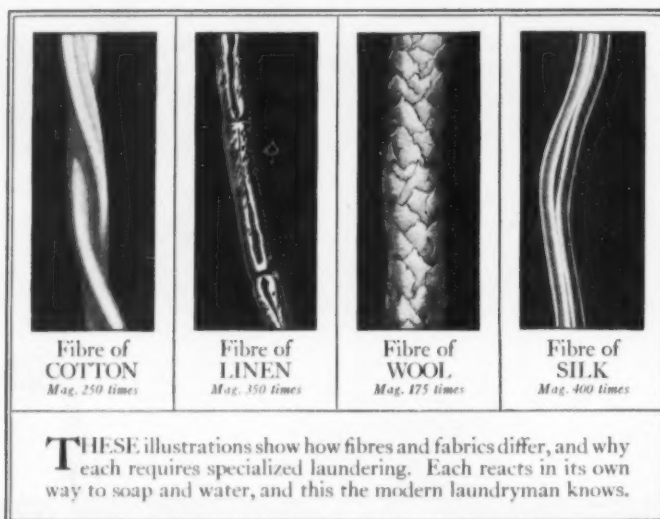 Fibre of
COTTON
Mag. 250 times
Fibre of
LINEN
Mag. 350 times
Fibre of
WOOL
Mag. 175 times
Fibre of
SILK
Mag. 400 times
THESE illustrations show how fibres and fabrics differ, and why
each requires specialized laundering. Each reacts in its own
way to soap and water, and this the modern laundryman knows.